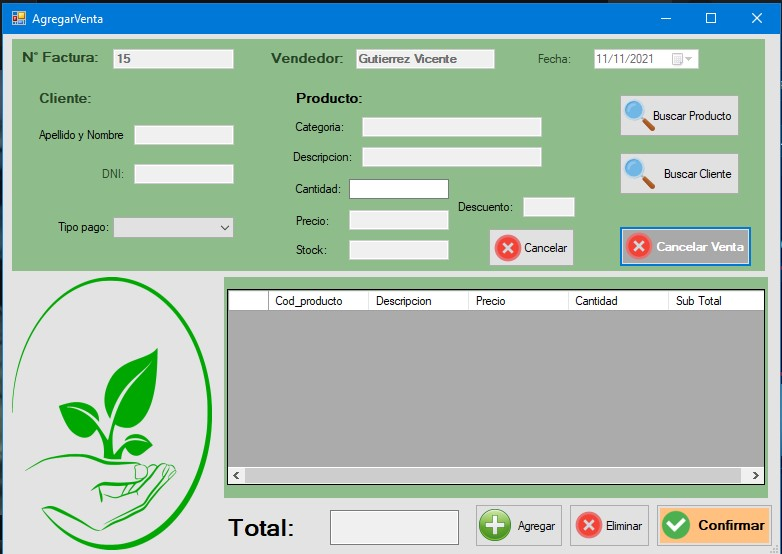 AgregarVenta
N° Factura: 15 Vendedor: Gutierrez Vicente Fecha: 11/11/2021
Cliente: Producto:
Apellido y Nombre Categoria: Buscar Producto
Descripcion:
DNI: Cantidad: Buscar Cliente
Descuento:
Tipo pago: Precio:
Stock: Cancelar Cancelar Venta
Cod_producto Descripcion Precio Cantidad Sub Total
Total: Agregar Eliminar Confirmar